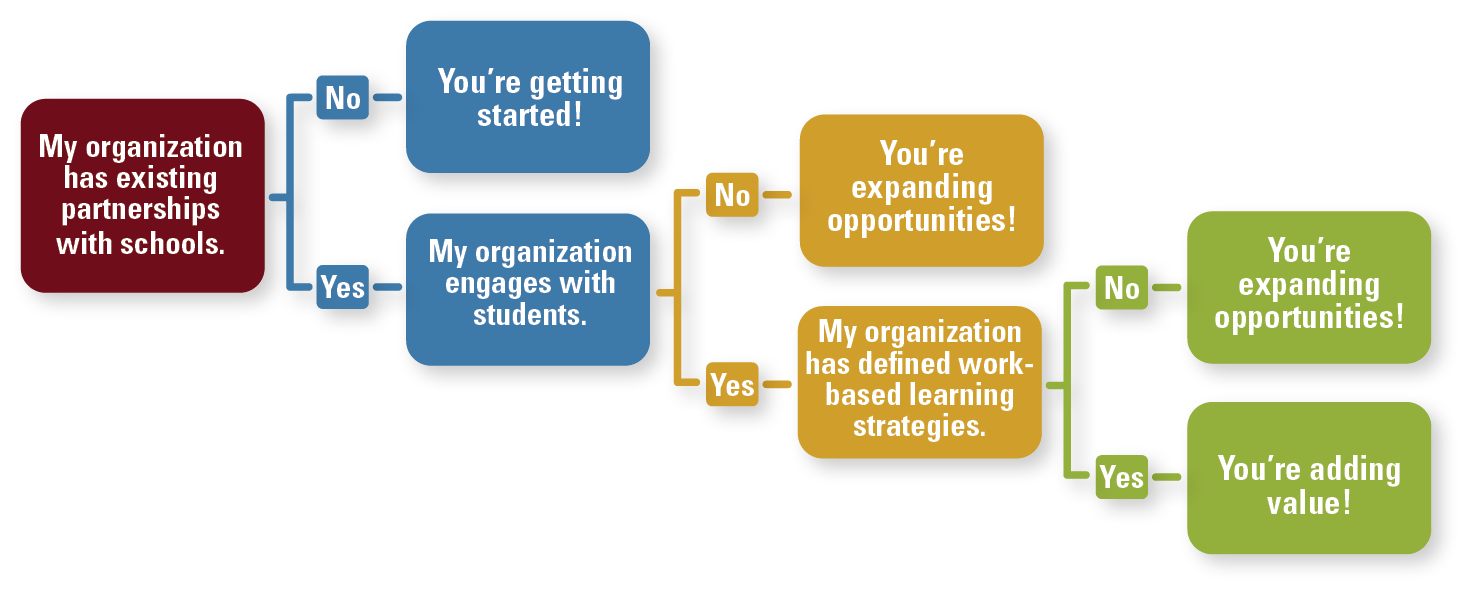 My organization
has existing
partnerships
with schools.
No
You're getting
started!
Yes
My organization
engages with
students.
No
You're
expanding
opportunities!
Yes
My organization
has defined work-
based learning
strategies.
No
You're
expanding
opportunities!
Yes
You're adding
value!